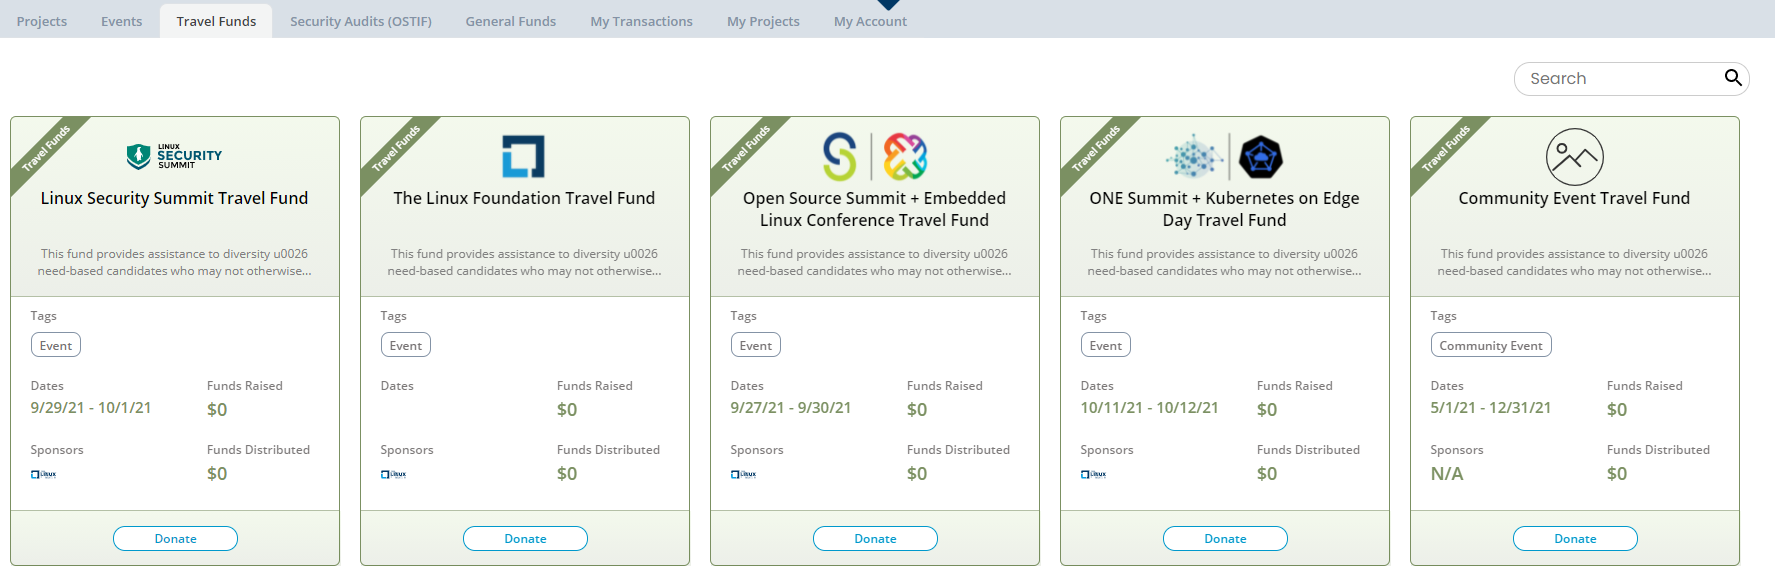 Projects Events Travel Funds Security Audits (OSTIF) General Funds My Transactions My Projects My Account
Search
Travel Funds
LINUX
SECURITY
SUMMIT
Linux Security Summit Travel Fund
This fund provides assistance to diversity u0026
need-based candidates who may not otherwise...
Tags
Event
Dates Funds Raised
9/29/21 - 10/1/21 $0
Sponsors Funds Distributed
$0
Donate
Travel Funds
The Linux Foundation Travel Fund
This fund provides assistance to diversity u0026
need-based candidates who may not otherwise...
Tags
Event
Dates Funds Raised
$0
Sponsors Funds Distributed
$0
Donate
Travel Funds
Open Source Summit + Embedded
Linux Conference Travel Fund
This fund provides assistance to diversity u0026
need-based candidates who may not otherwise...
Tags
Event
Dates Funds Raised
9/27/21 - 9/30/21 $0
Sponsors Funds Distributed
$0
Donate
Travel Funds
ONE Summit + Kubernetes on Edge
Day Travel Fund
This fund provides assistance to diversity u0026
need-based candidates who may not otherwise...
Tags
Event
Dates Funds Raised
10/11/21 - 10/12/21 $0
Sponsors Funds Distributed
$0
Donate
Travel Funds
Community Event Travel Fund
This fund provides assistance to diversity u0026
need-based candidates who may not otherwise...
Tags
Community Event
Dates Funds Raised
5/1/21 - 12/31/21 $0
Sponsors Funds Distributed
N/A $0
Donate